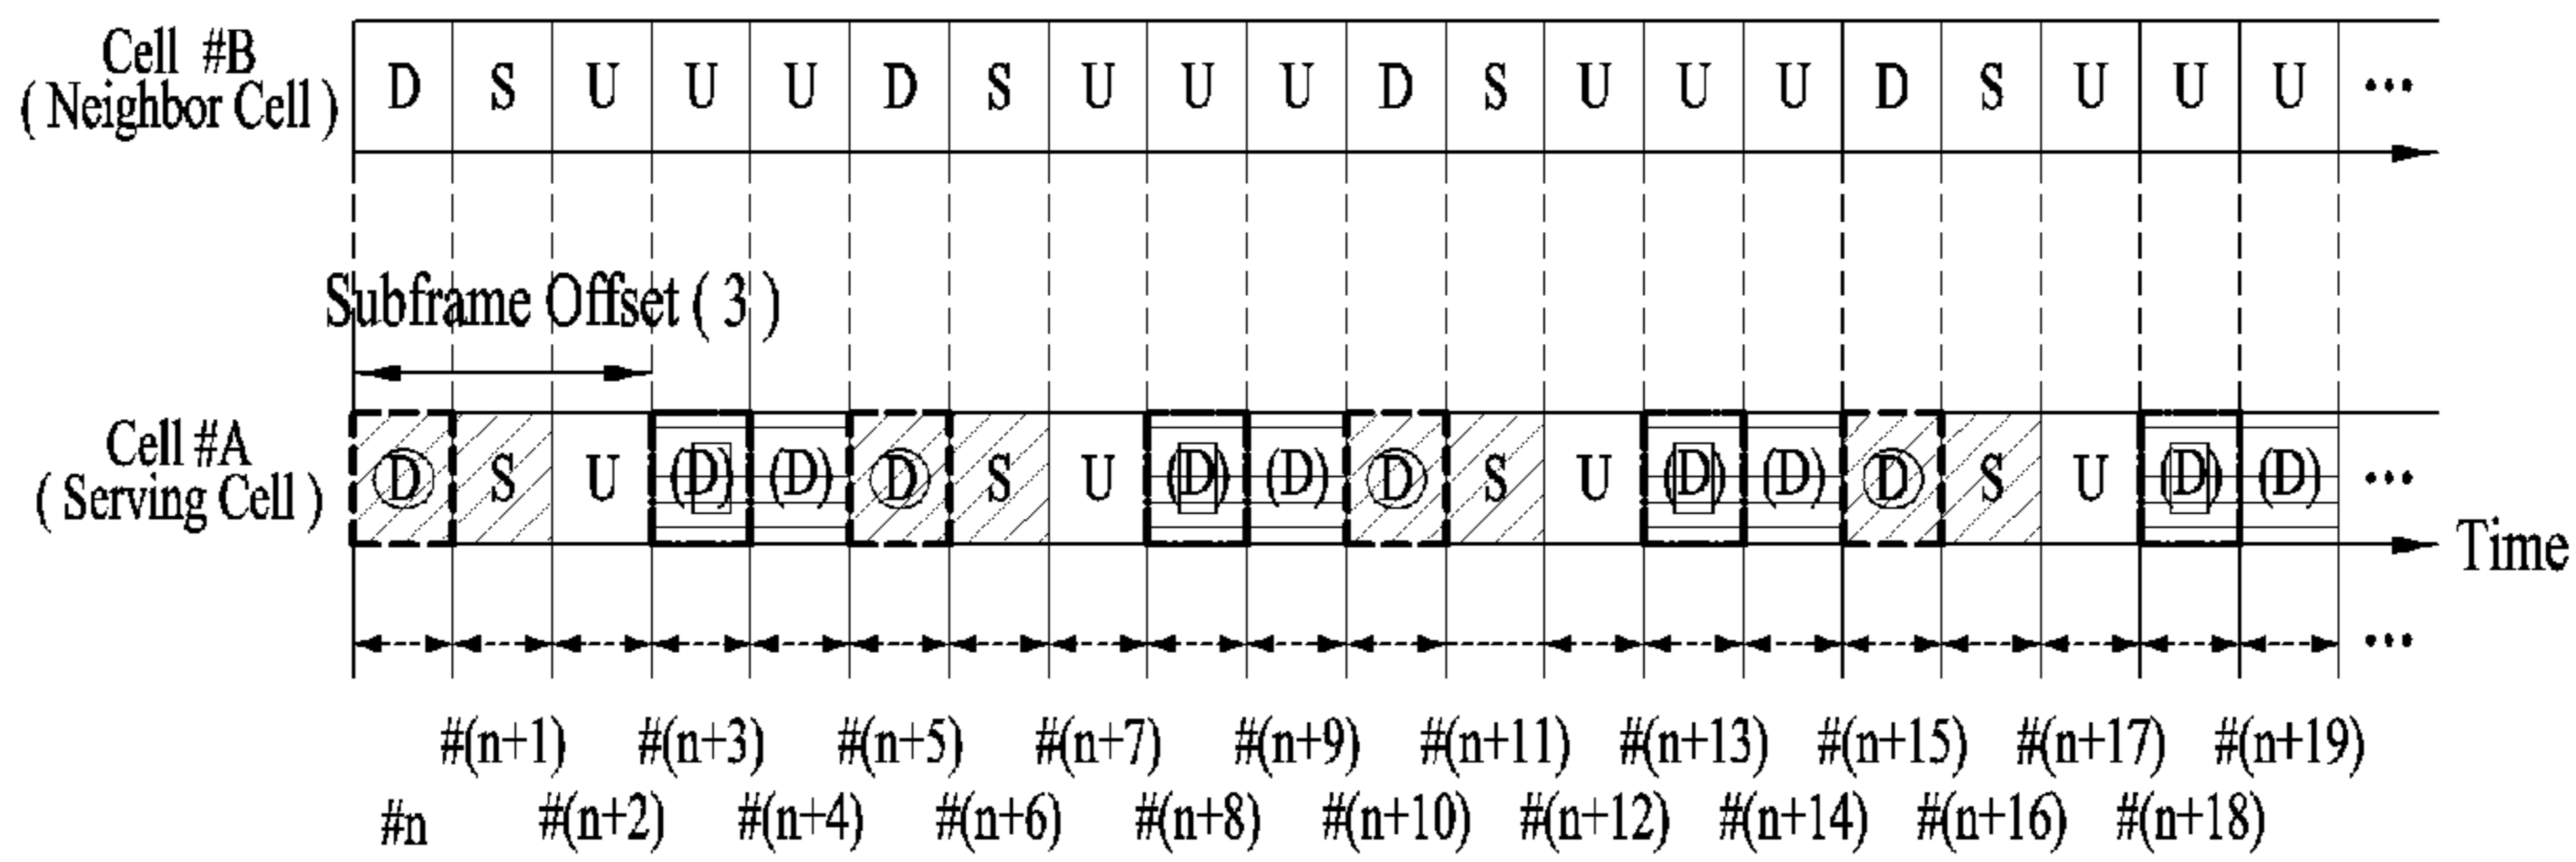 Cell #B
( Neighbor Cell )
D S U U U D S U U U D S U U U D S U U U ...
Subframe Offset ( 3 )
Cell #A
( Serving Cell )
D S U (D) (D) D S U (D) (D) D S U (D) (D) D S U (D) (D) ...
Time
...
#(n+1) #(n+3) #(n+5) #(n+7) #(n+9) #(n+11) #(n+13) #(n+15) #(n+17) #(n+19)
#n #(n+2) #(n+4) #(n+6) #(n+8) #(n+10) #(n+12) #(n+14) #(n+16) #(n+18)